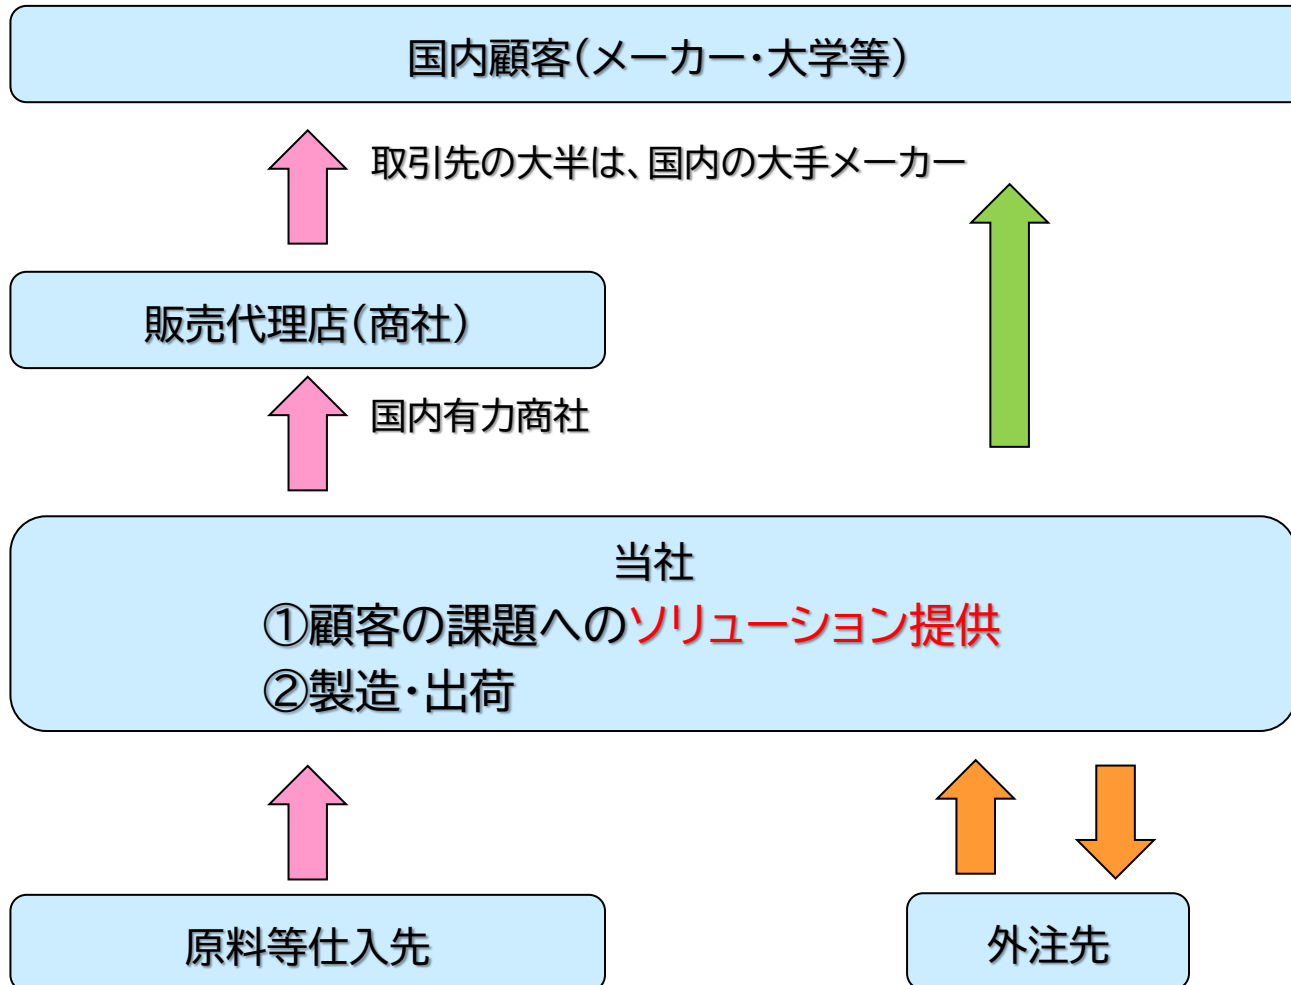 国内顧客(メーカー・大学等)
取引先の大半は、国内の大手メーカー
販売代理店(商社)
国内有力商社
当社
①顧客の課題へのソリューション提供
②製造・出荷
原料等仕入先
外注先